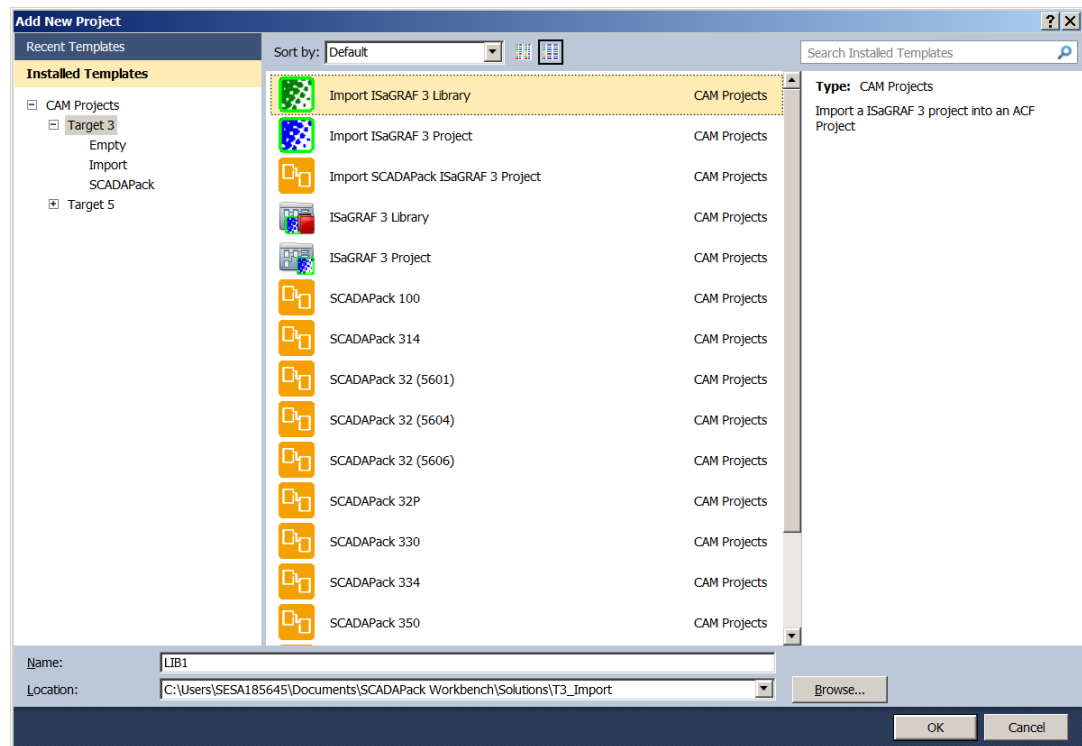 Add New Project
Recent Templates
Installed Templates
CAM Projects
Target 3
Empty
Import
SCADAPack
Target 5
Sort by: Default
Import ISaGRAF 3 Library CAM Projects
Import ISaGRAF 3 Project CAM Projects
Import SCADAPack ISaGRAF 3 Project CAM Projects
ISaGRAF 3 Library CAM Projects
ISaGRAF 3 Project CAM Projects
SCADAPack 100 CAM Projects
SCADAPack 314 CAM Projects
SCADAPack 32 (5601) CAM Projects
SCADAPack 32 (5604) CAM Projects
SCADAPack 32 (5606) CAM Projects
SCADAPack 32P CAM Projects
SCADAPack 330 CAM Projects
SCADAPack 334 CAM Projects
SCADAPack 350 CAM Projects
Search Installed Templates
Type: CAM Projects
Import a ISaGRAF 3 project into an ACF
Project
Name: LIB1
Location: C:\Users\SESA185645\Documents\SCADAPack Workbench\Solutions\T3_Import
Browse...
OK Cancel